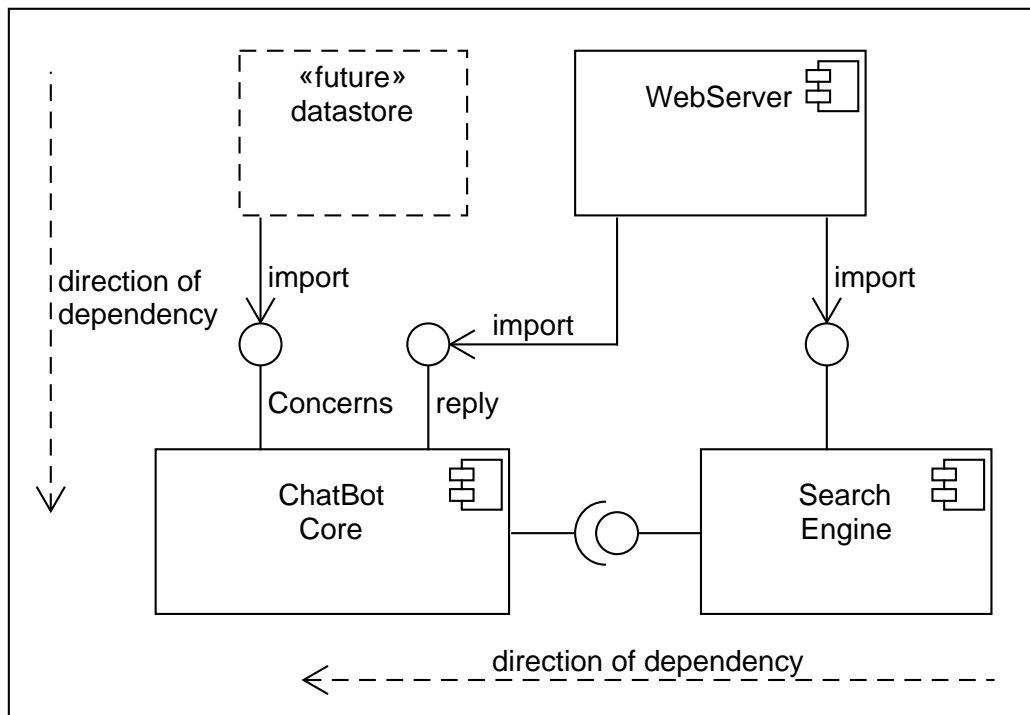 «future»
datastore
WebServer
direction of
dependency
import
import
import
Concerns
reply
ChatBot
Core
Search
Engine
direction of dependency